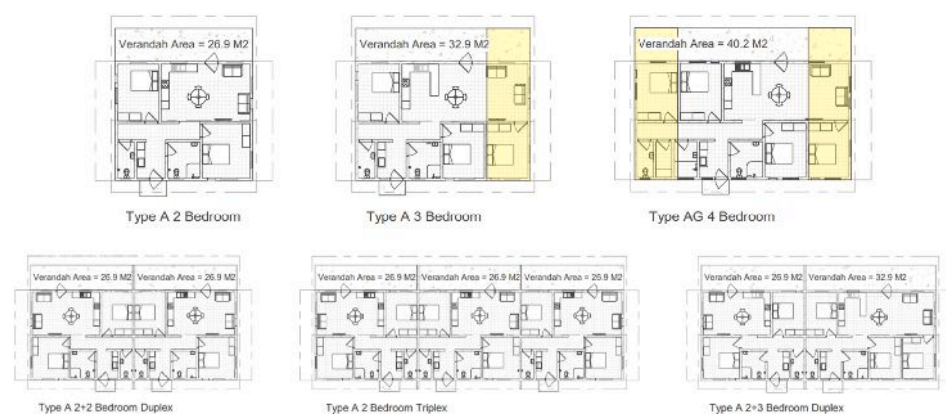 Verandah Area = 26.9 M2
Verandah Area = 32.9 M2
Verandah Area = 40.2 M2
Type A 2 Bedroom
Type A 3 Bedroom
Type AG 4 Bedroom
Verandah Area = 26.9 M2
Verandah Area = 26.9 M2
Verandah Area = 26.9 M2
Verandah Area = 26.9 M2
Verandah Area = 26.9 M2
Verandah Area = 26.9 M2
Verandah Area = 32.9 M2
Type A 2+2 Bedroom Duplex
Type A 2 Bedroom Triplex
Type A 2+3 Bedroom Duplex